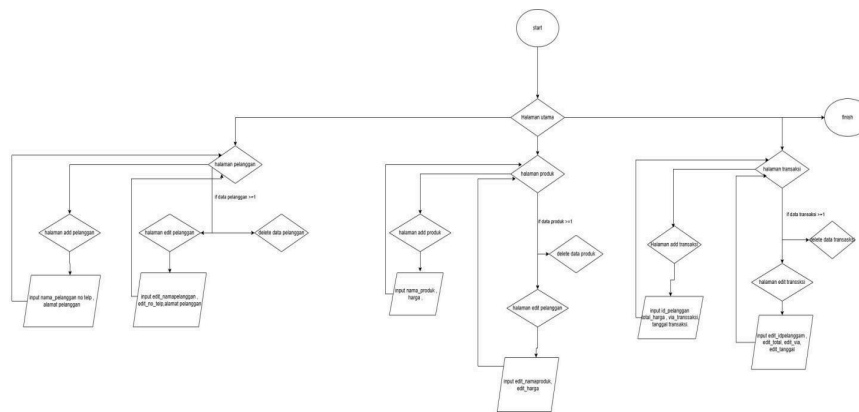 start
Halaman utama
finish
halaman pelanggan
halaman produk
halaman transaksi
if data pelanggan >=1
if data produk >=1
if data transaksi >=1
halaman add pelanggan
halaman edit pelanggan
delete data pelanggan
halaman add produk
delete data produk
Halaman add transaksi
delete data transaksi
input nama_pelanggan no telp ,
alamat pelanggan
input edit_namapelanggan ,
edit_no_telp,alamat pelanggan
input nama_produk ,
harga ,
halaman edit pelanggan
halaman edit transksi
input id_pelanggan
total_harga , via_transaksi,
tanggal transaksi
input edit_idpelanggam ,
edit_total, edit_via,
edit_tanggal
input edit_namaproduk,
edit_harga